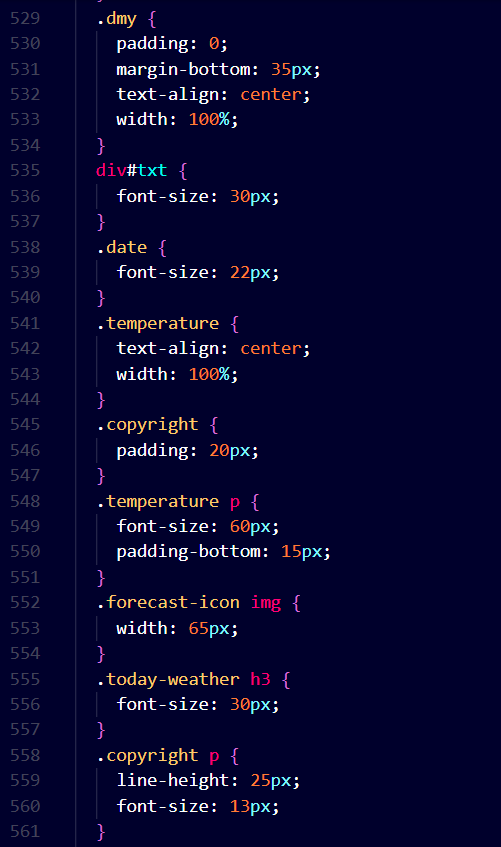 529 .dmy {
530 padding: 0;
531 margin-bottom: 35px;
532 text-align: center;
533 width: 100%;
534 }
535 div#txt {
536 font-size: 30px;
537 }
538 .date {
539 font-size: 22px;
540 }
541 .temperature {
542 text-align: center;
543 width: 100%;
544 }
545 .copyright {
546 padding: 20px;
547 }
548 .temperature p {
549 font-size: 60px;
550 padding-bottom: 15px;
551 }
552 .forecast-icon img {
553 width: 65px;
554 }
555 .today-weather h3 {
556 font-size: 30px;
557 }
558 .copyright p {
559 line-height: 25px;
560 font-size: 13px;
561 }